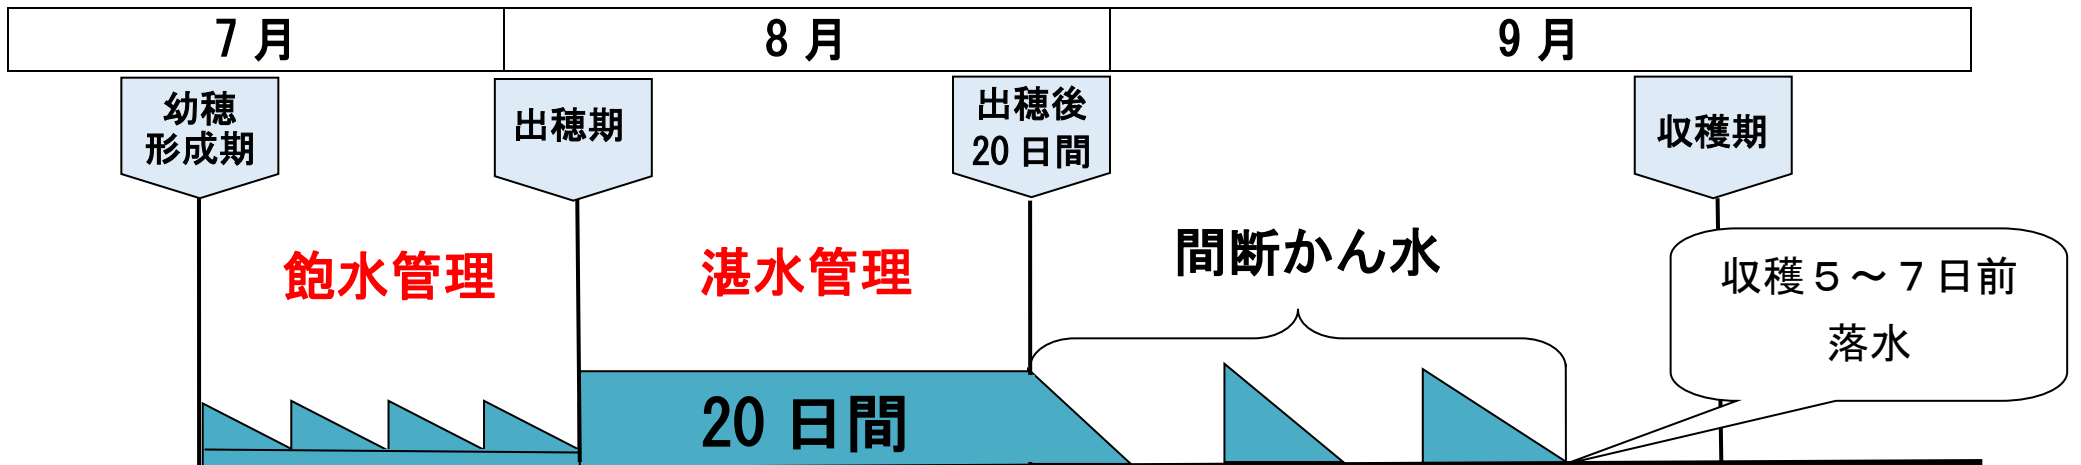 7月
8月
9月
幼穂
形成期
出穂期
出穂後
20日間
収穫期
飽水管理
湛水管理
間断かん水
収穫５～７日前
落水
20日間